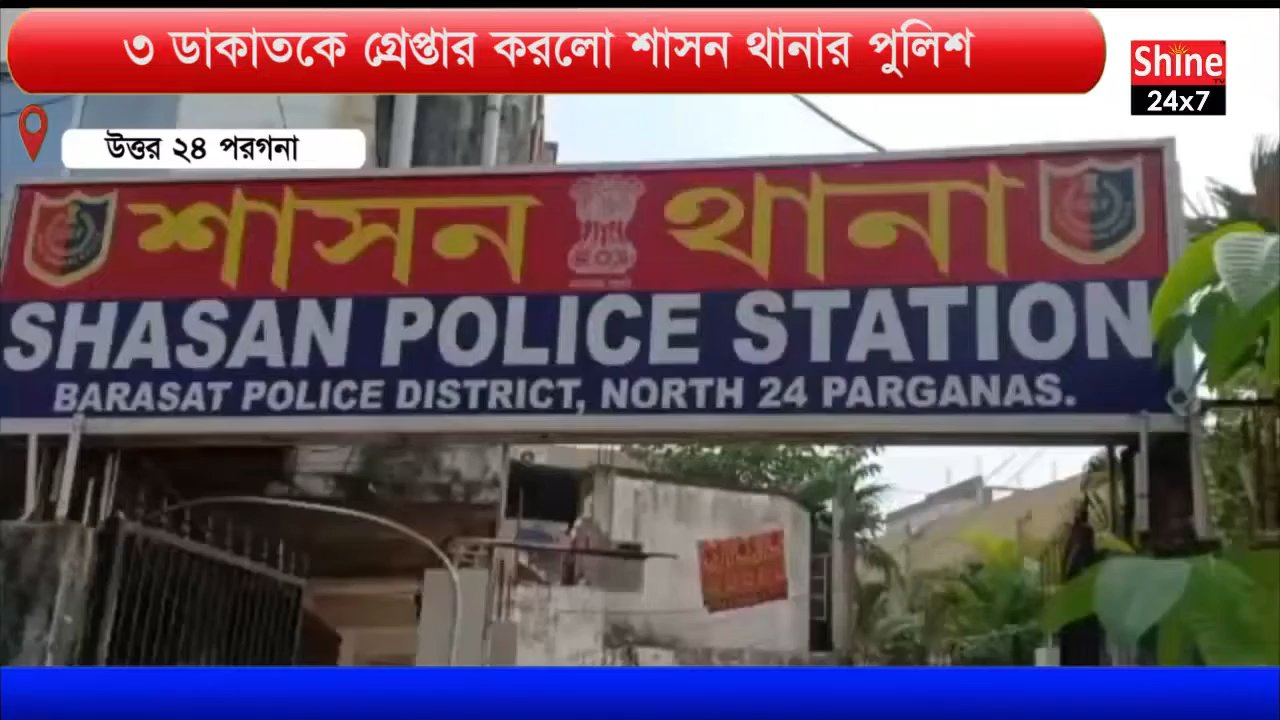 ৩ ডাকাতকে গ্রেপ্তার করলো শাসন থানার পুলিশ
Shine
24x7
উত্তর ২৪ পরগনা
শাসন থানা
SHASAN POLICE STATION
BARASAT POLICE DISTRICT, NORTH 24 PARGANAS.